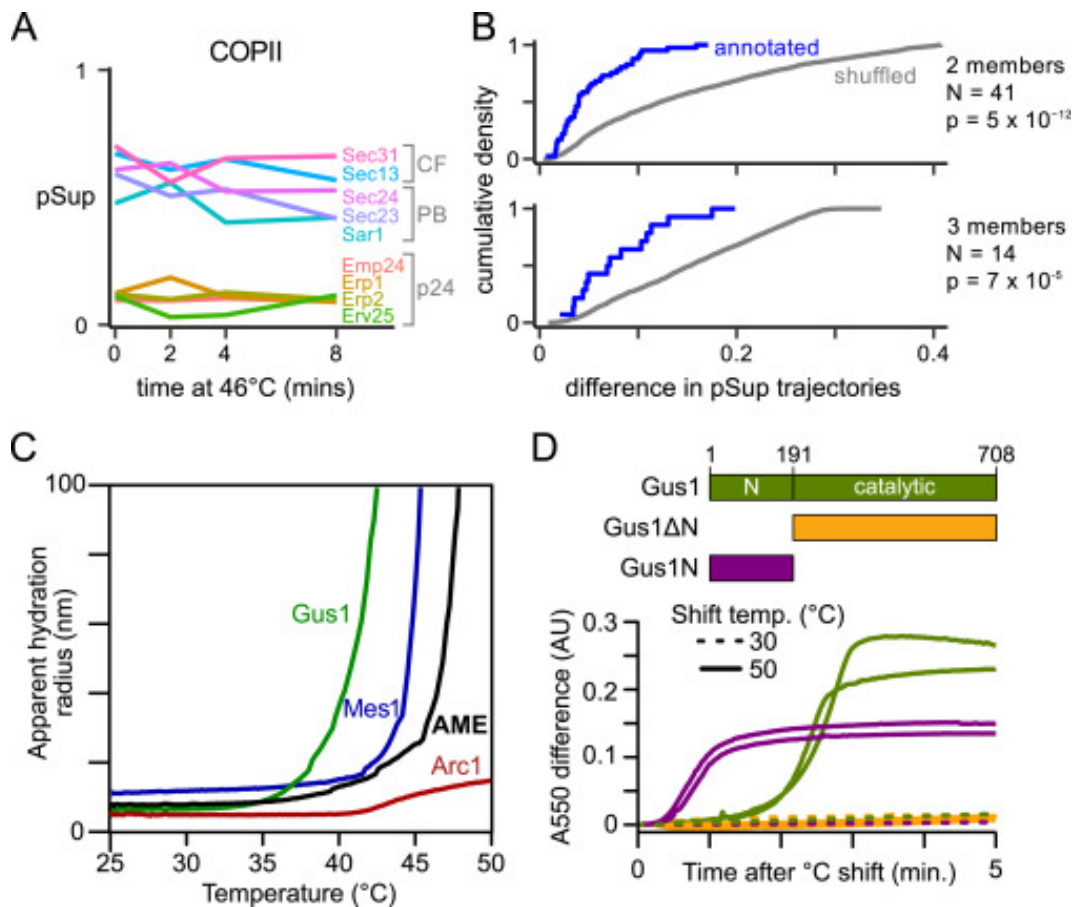 A
COPII
1
pSup
0
0
2
4
8
time at 46°C (mins)
Sec31
Sec13
CF
Sec24
Sec23
Sar1
PB
Emp24
Erp1
Erp2
Erv25
p24
B
cumulative density
1
0
annotated
shuffled
2 members
N = 41
p = 5 x 10⁻¹²
1
0.5
0
3 members
N = 14
p = 7 x 10⁻⁵
0
0.2
0.4
difference in pSup trajectories
C
Apparent hydration
radius (nm)
100
0
Gus1
Mes1
AME
Arc1
25
30
35
40
45
50
Temperature (°C)
D
1
191
708
Gus1
N
catalytic
Gus1ΔN
Gus1N
A550 difference (AU)
0.3
0.2
0.1
0
Shift temp. (°C)
30
50
0
5
Time after °C shift (min.)